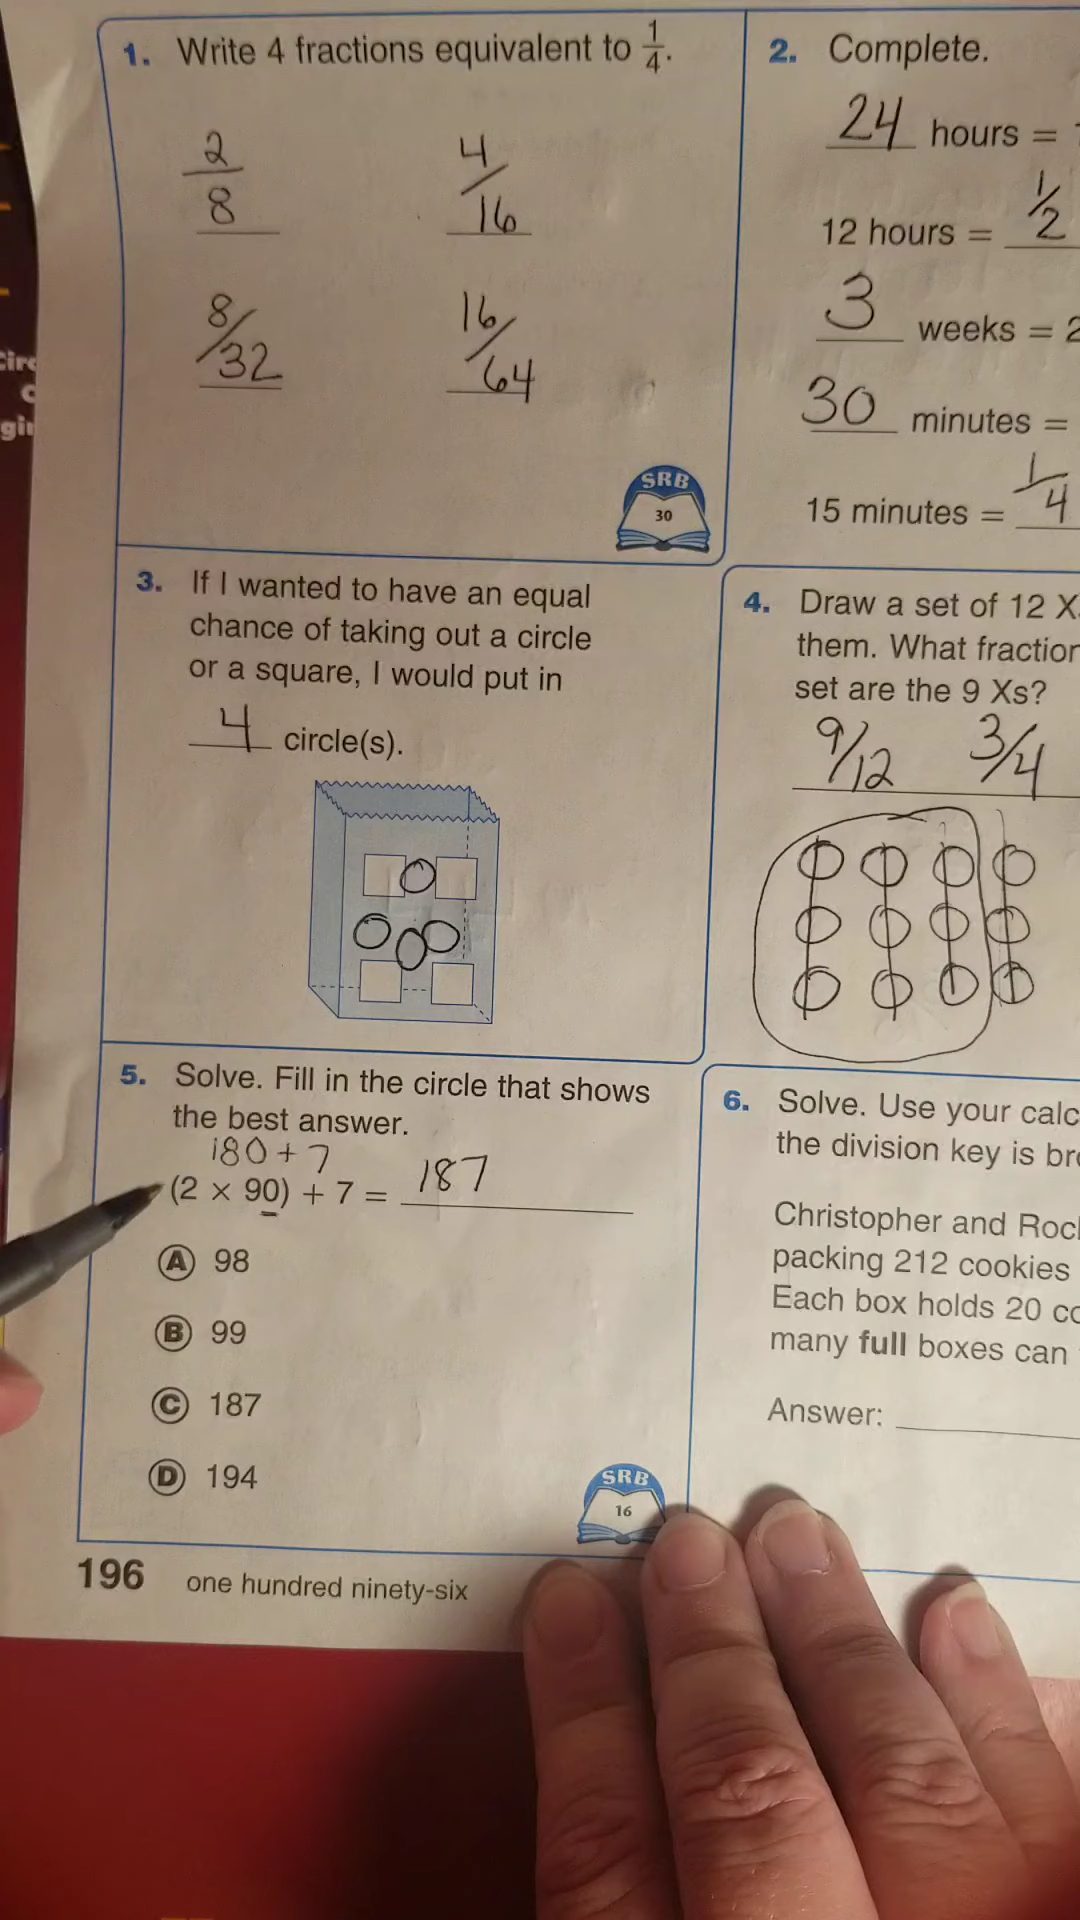 1. Write 4 fractions equivalent to 1/4.
2/8 4/16
8/32 16/64
SRB
30
2. Complete.
24 hours =
12 hours = 1/2
3 weeks = 2
30 minutes =
15 minutes = 1/4
3. If I wanted to have an equal
chance of taking out a circle
or a square, I would put in
4 circle(s).
4. Draw a set of 12 X
them. What fraction
set are the 9 Xs?
9/12 3/4
5. Solve. Fill in the circle that shows
the best answer.
180 + 7
(2 × 90) + 7 = 187
A 98
B 99
C 187
D 194
SRB
16
6. Solve. Use your calc
the division key is bro
Christopher and Roc
packing 212 cookies
Each box holds 20 co
many full boxes can
Answer:
196 one hundred ninety-six